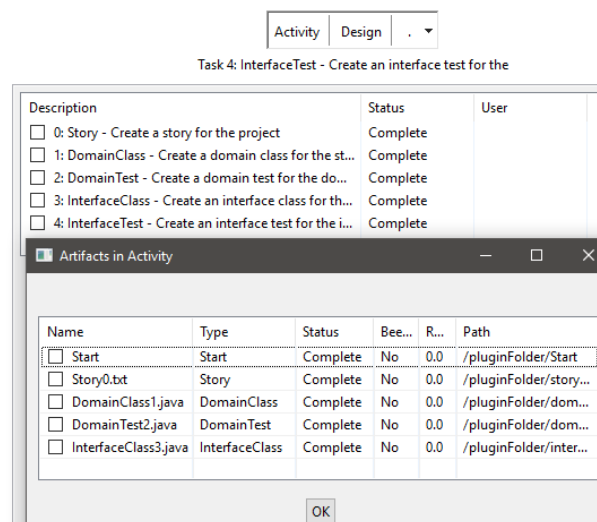 Activity Design .
Task 4: InterfaceTest - Create an interface test for the
Description Status User
0: Story - Create a story for the project Complete
1: DomainClass - Create a domain class for the st... Complete
2: DomainTest - Create a domain test for the do... Complete
3: InterfaceClass - Create an interface class for th... Complete
4: InterfaceTest - Create an interface test for the i... Complete
Artifacts in Activity
Name Type Status Bee... R... Path
Start Start Complete No 0.0 /pluginFolder/Start
Story0.txt Story Complete No 0.0 /pluginFolder/story...
DomainClass1.java DomainClass Complete No 0.0 /pluginFolder/dom...
DomainTest2.java DomainTest Complete No 0.0 /pluginFolder/dom...
InterfaceClass3.java InterfaceClass Complete No 0.0 /pluginFolder/inter...
OK